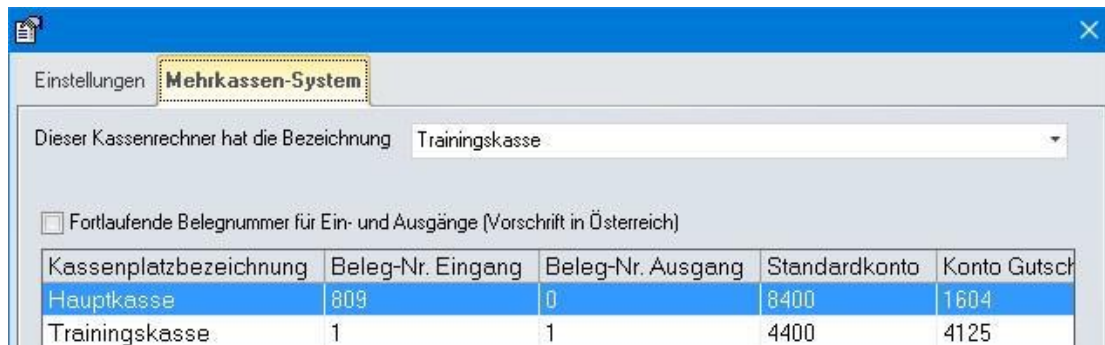 Einstellungen Mehrkassen-System
Dieser Kassenrechner hat die Bezeichnung Trainingskasse
Fortlaufende Belegnummer für Ein- und Ausgänge (Vorschrift in Österreich)
Kassenplatzbezeichnung Beleg-Nr. Eingang Beleg-Nr. Ausgang Standardkonto Konto Gutsch
Hauptkasse 809 0 8400 1604
Trainingskasse 1 1 4400 4125